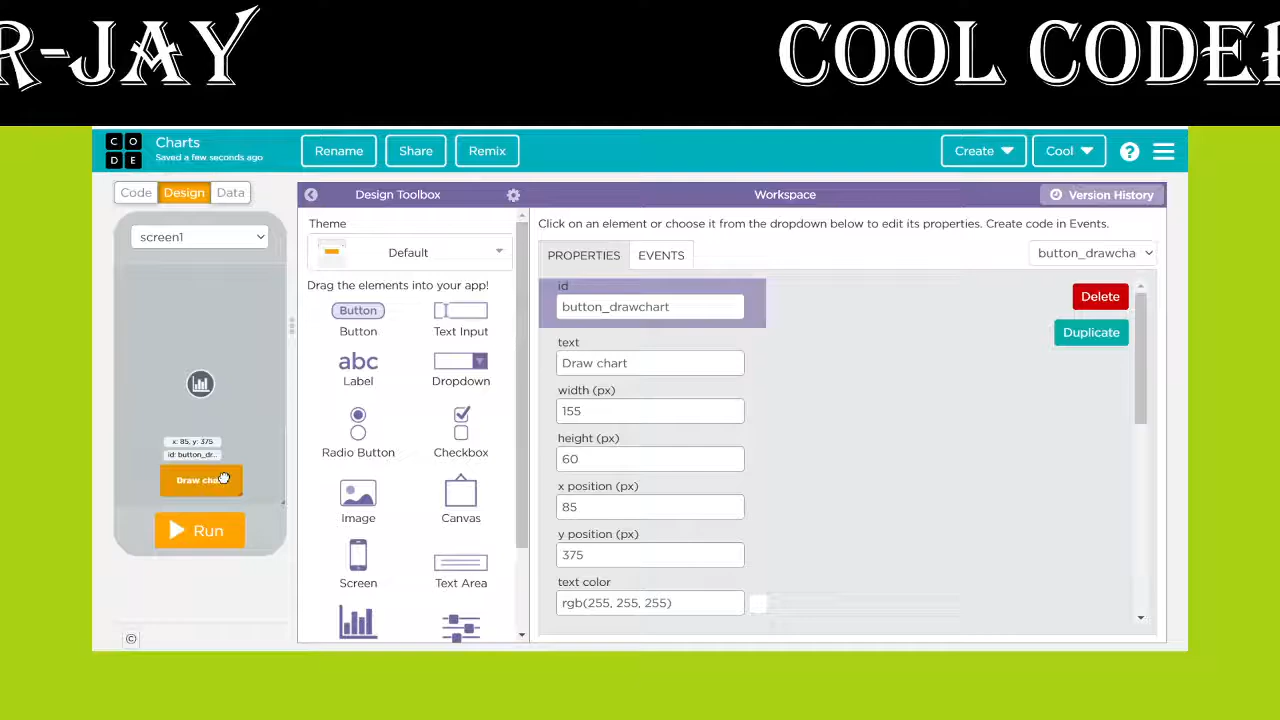 R-JAY COOL CODER
CODE
Charts
Saved a few seconds ago
Rename
Share
Remix
Create
Cool
?
Code
Design
Data
Design Toolbox
Workspace
Version History
screen1
Theme
Default
Drag the elements into your app!
Button
Button
Text Input
abc
Label
Dropdown
Radio Button
Checkbox
Image
Canvas
Screen
Text Area
x: 85, y: 375
id: button_dr..
Draw cha
Run
©
Click on an element or choose it from the dropdown below to edit its properties. Create code in Events.
PROPERTIES
EVENTS
button_drawcha
id
button_drawchart
Delete
Duplicate
text
Draw chart
width (px)
155
height (px)
60
x position (px)
85
y position (px)
375
text color
rgb(255, 255, 255)